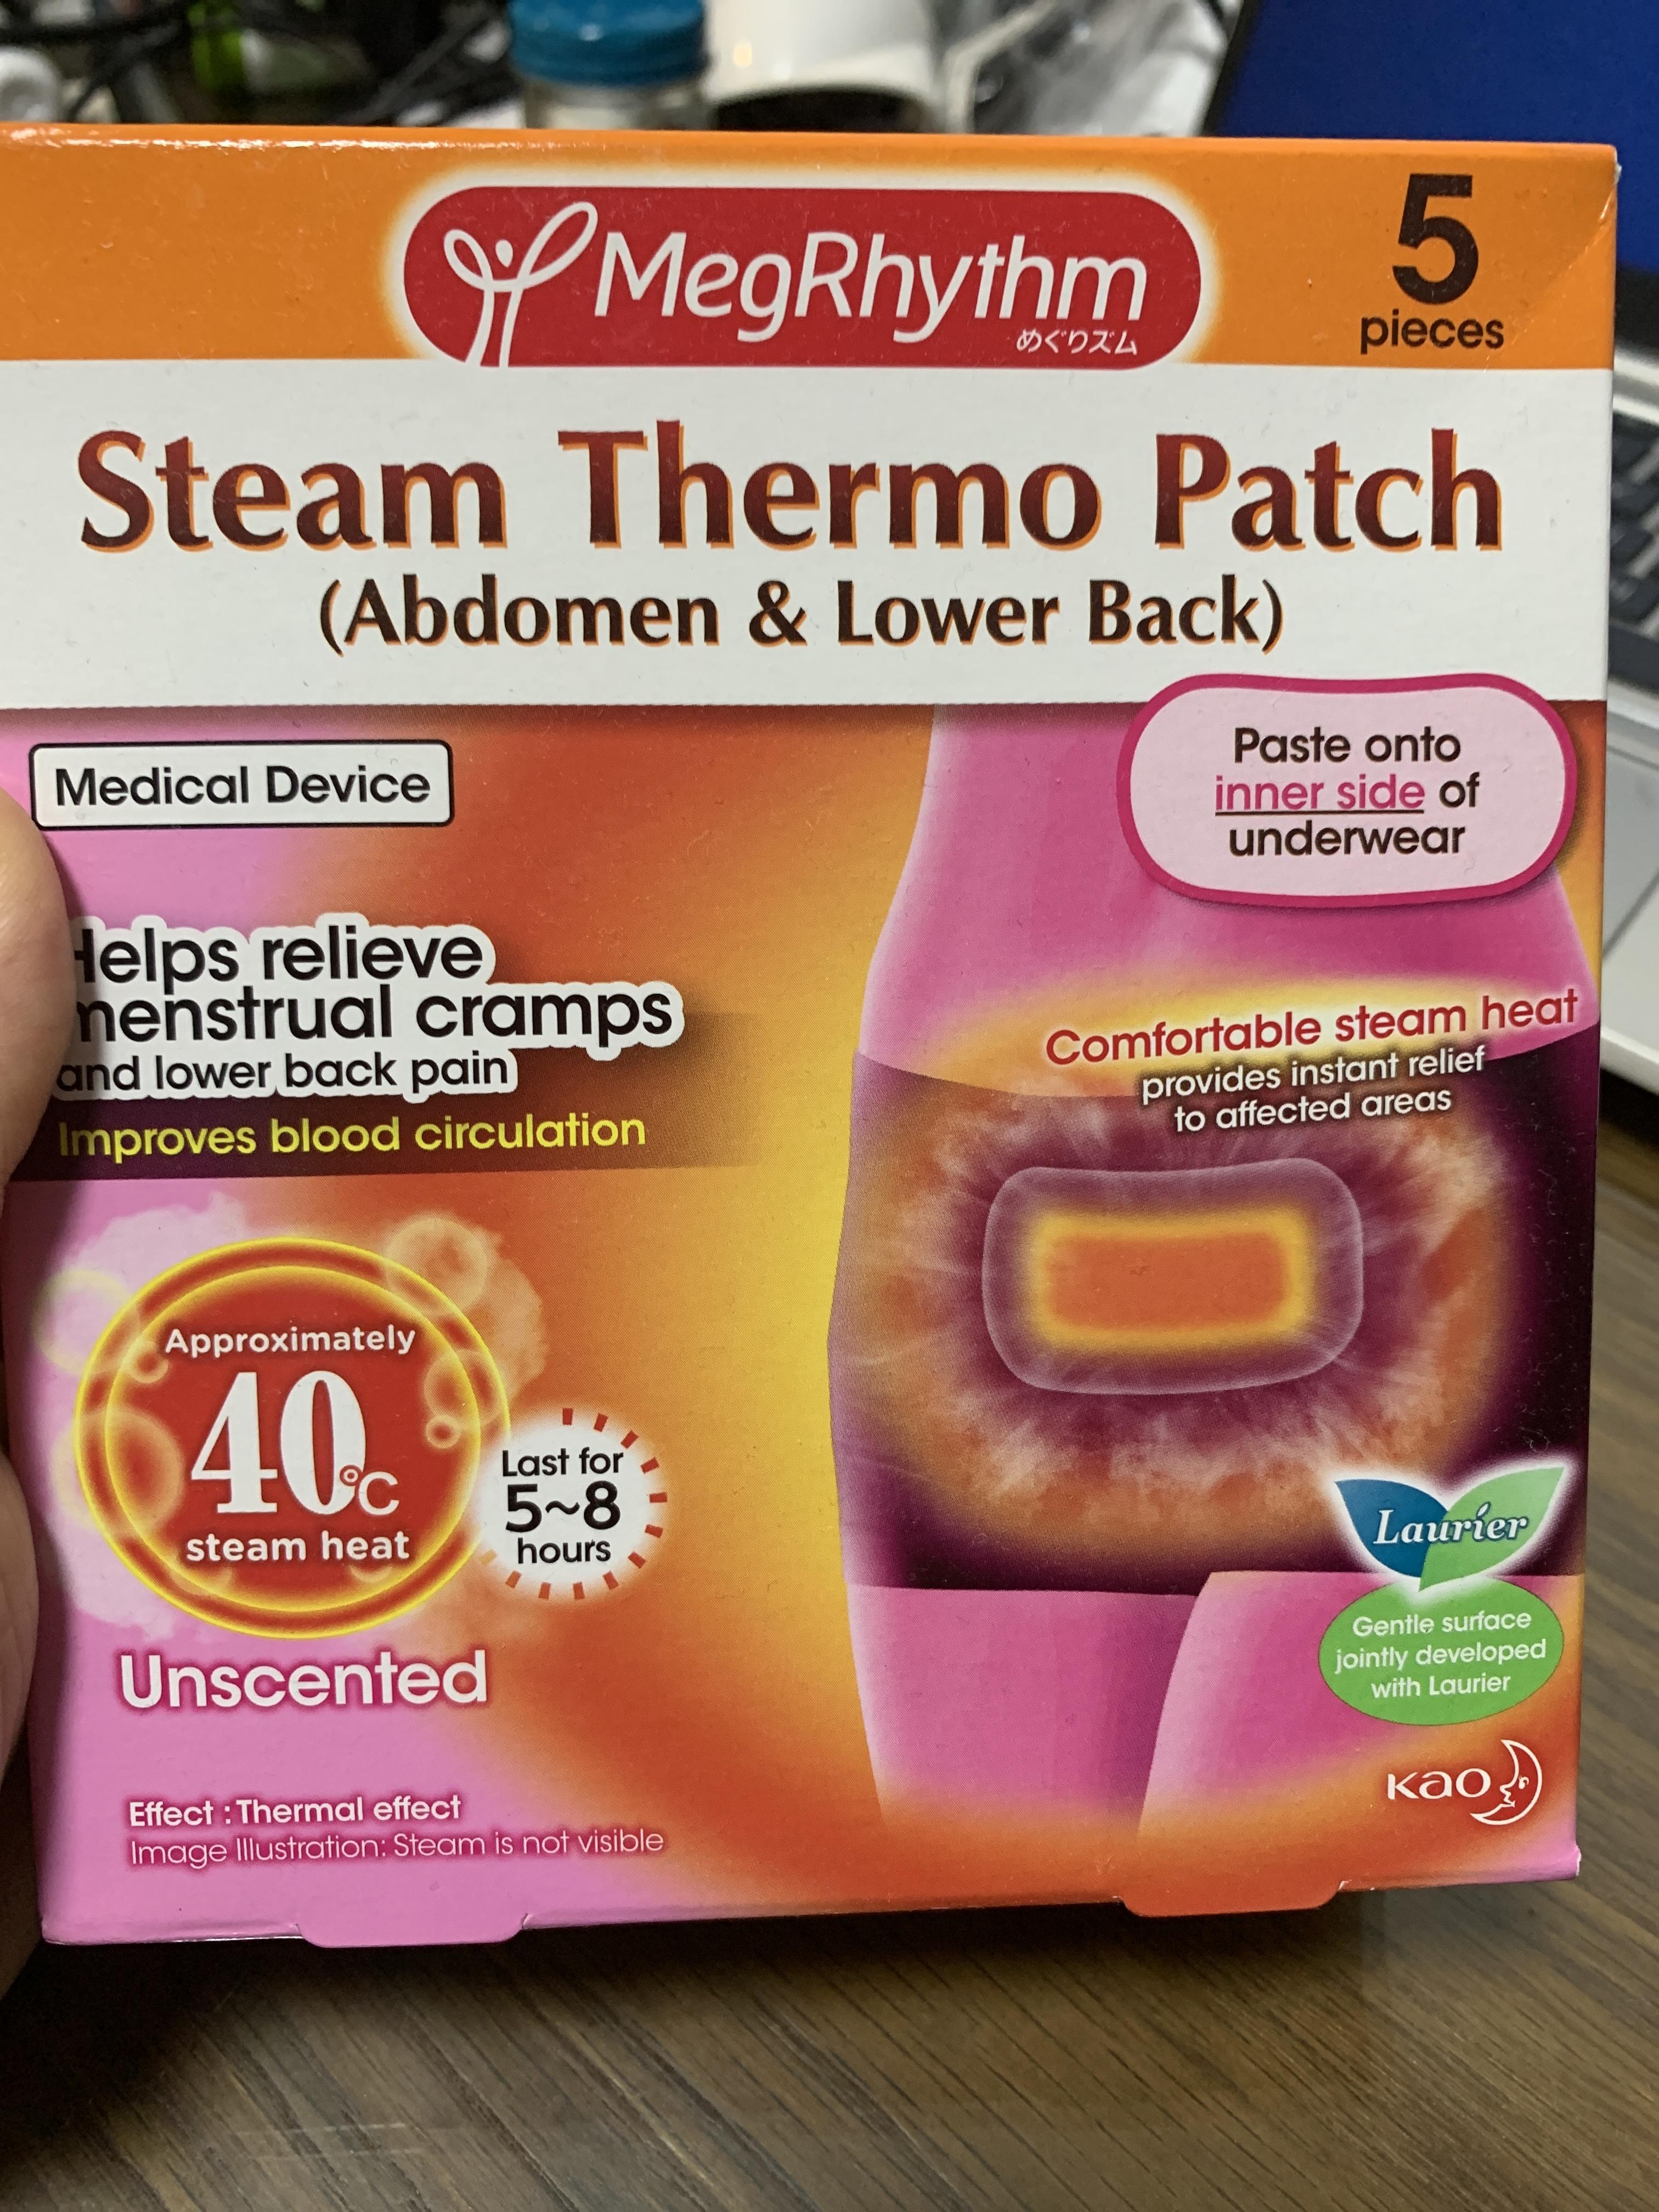 MegRhythm
めぐりズム
5
pieces
Steam Thermo Patch
(Abdomen & Lower Back)
Medical Device
Paste onto
inner side of
underwear
Helps relieve
menstrual cramps
and lower back pain
Improves blood circulation
Comfortable steam heat
provides instant relief
to affected areas
Approximately
40℃
steam heat
Last for
5~8
hours
Unscented
Laurier
Gentle surface
jointly developed
with Laurier
Kao
Effect : Thermal effect
Image Illustration: Steam is not visible